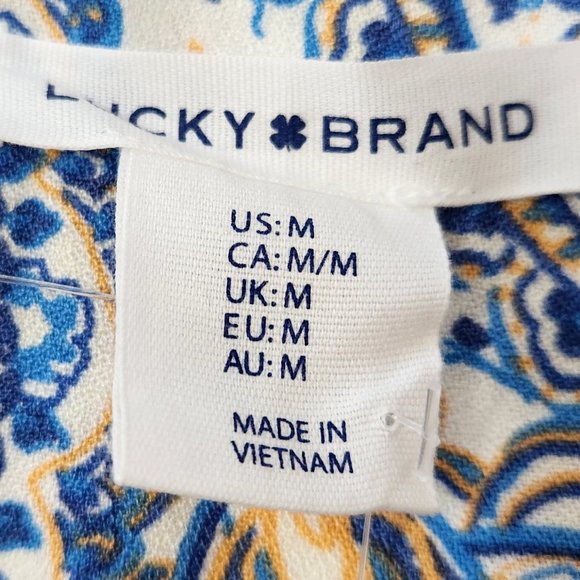 LUCKY BRAND
US: M
CA: M/M
UK: M
EU: M
AU: M
MADE IN
VIETNAM